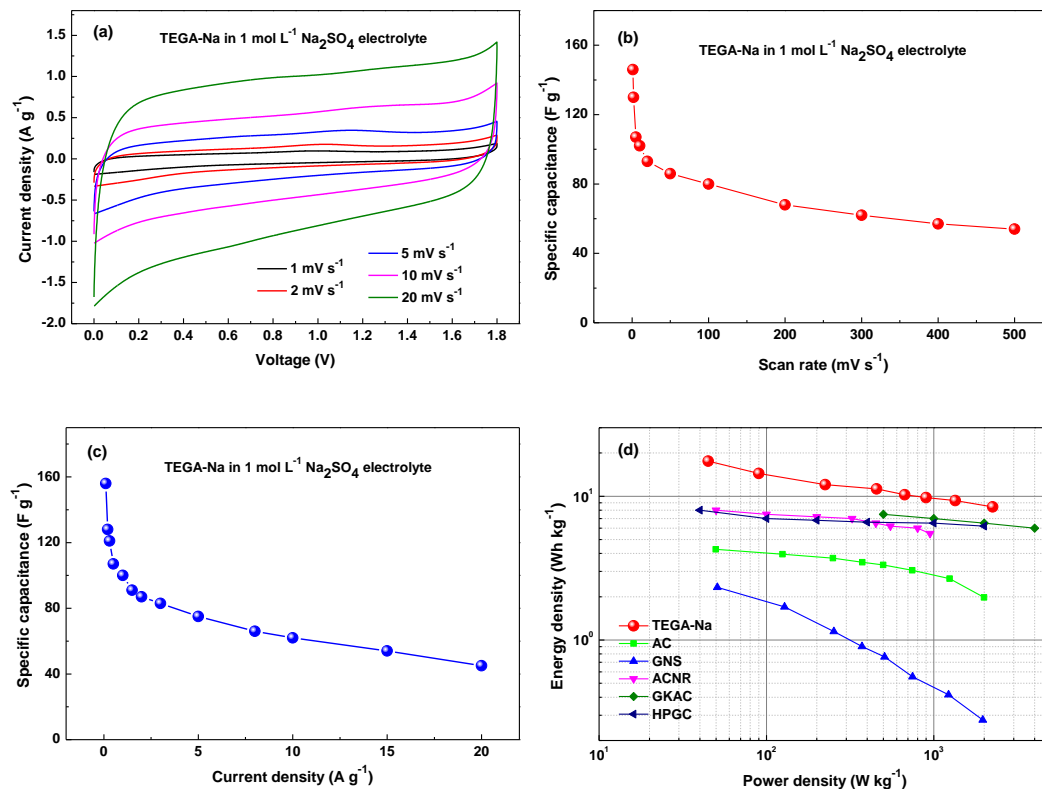 (a)
TEGA-Na in 1 mol L⁻¹ Na₂SO₄ electrolyte
1.5
1.0
0.5
0.0
-0.5
-1.0
-1.5
-2.0
Current density (A g⁻¹)
1 mV s⁻¹
2 mV s⁻¹
5 mV s⁻¹
10 mV s⁻¹
20 mV s⁻¹
0.0 0.2 0.4 0.6 0.8 1.0 1.2 1.4 1.6 1.8
Voltage (V)
(b)
TEGA-Na in 1 mol L⁻¹ Na₂SO₄ electrolyte
160
120
80
40
0
Specific capacitance (F g⁻¹)
0 100 200 300 400 500
Scan rate (mV s⁻¹)
(c)
TEGA-Na in 1 mol L⁻¹ Na₂SO₄ electrolyte
160
120
80
40
0
Specific capacitance (F g⁻¹)
0 5 10 15 20
Current density (A g⁻¹)
(d)
10¹
10⁰
Energy density (Wh kg⁻¹)
TEGA-Na
AC
GNS
ACNR
GKAC
HPGC
10¹ 10² 10³
Power density (W kg⁻¹)